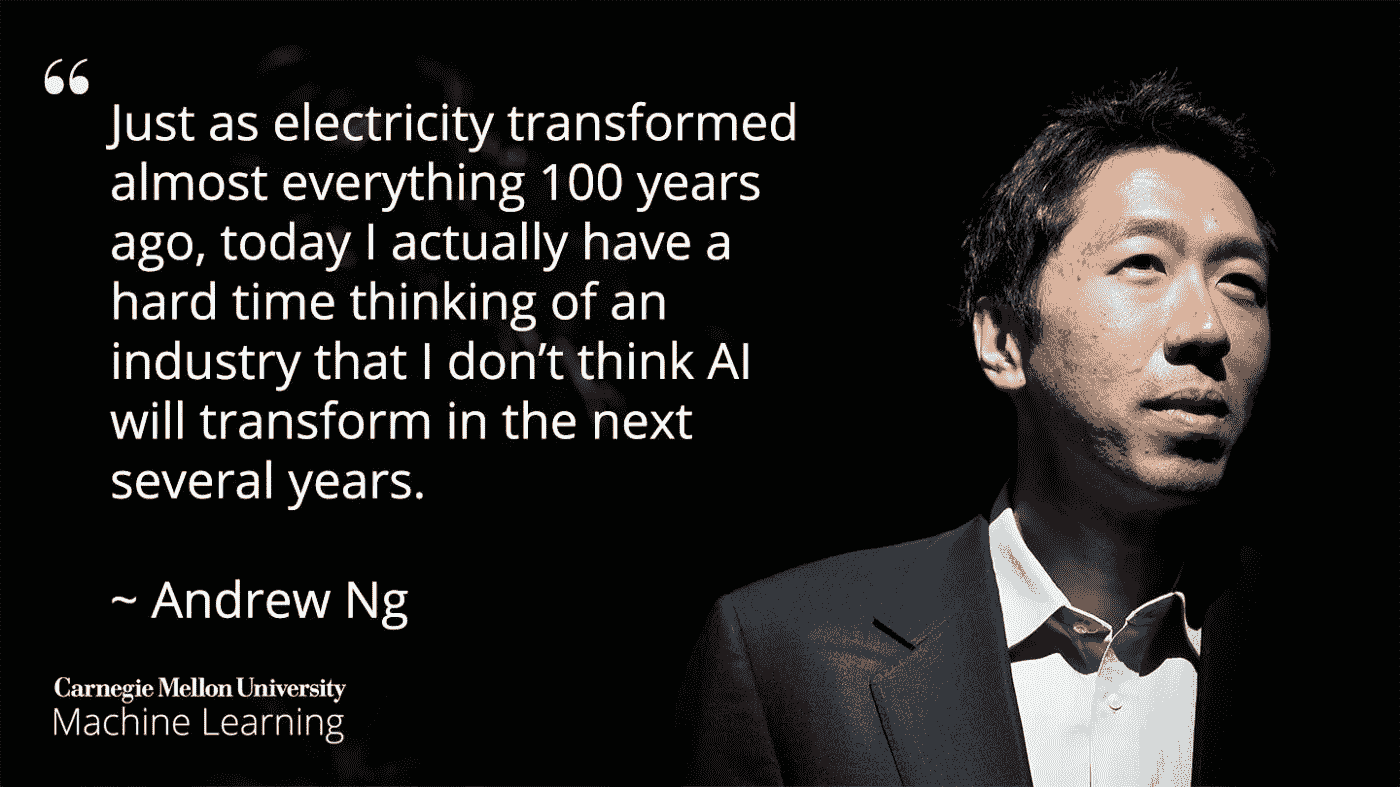 “
Just as electricity transformed
almost everything 100 years
ago, today I actually have a
hard time thinking of an
industry that I don’t think AI
will transform in the next
several years.
~ Andrew Ng
Carnegie Mellon University
Machine Learning